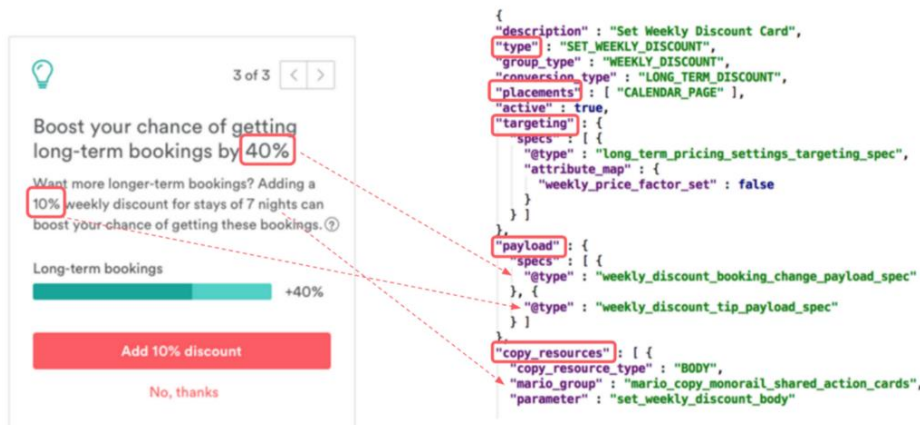 3 of 3 < >
Boost your chance of getting
long-term bookings by 40%
Want more longer-term bookings? Adding a
10% weekly discount for stays of 7 nights can
boost your chance of getting these bookings. ?
Long-term bookings
+40%
Add 10% discount
No, thanks
{
"description" : "Set Weekly Discount Card",
"type" : "SET_WEEKLY_DISCOUNT",
"group_type" : "WEEKLY_DISCOUNT",
"conversion_type" : "LONG_TERM_DISCOUNT",
"placements" : [ "CALENDAR_PAGE" ],
"active" : true,
"targeting" : {
"specs" : [ {
"@type" : "long_term_pricing_settings_targeting_spec",
"attribute_map" : {
"weekly_price_factor_set" : false
}
} ]
},
"payload" : {
"specs" : [ {
"@type" : "weekly_discount_booking_change_payload_spec"
}, {
"@type" : "weekly_discount_tip_payload_spec"
} ]
},
"copy_resources" : [ {
"copy_resource_type" : "BODY",
"mario_group" : "mario_copy_monorail_shared_action_cards",
"parameter" : "set_weekly_discount_body"